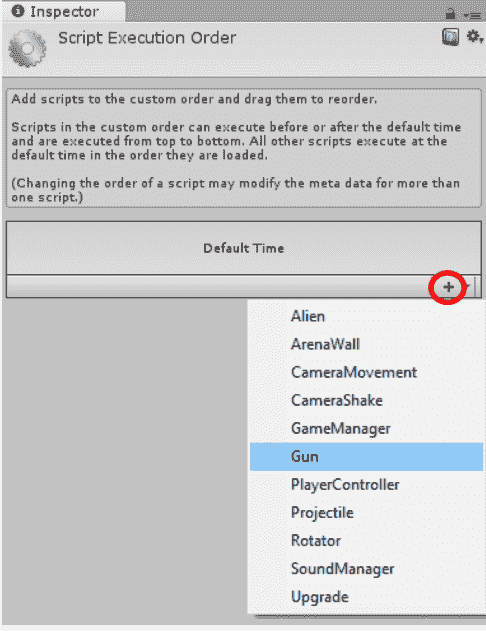 Inspector
Script Execution Order
Add scripts to the custom order and drag them to reorder.
Scripts in the custom order can execute before or after the default time
and are executed from top to bottom. All other scripts execute at the
default time in the order they are loaded.
(Changing the order of a script may modify the meta data for more than
one script.)
Default Time
+
Alien
ArenaWall
CameraMovement
CameraShake
GameManager
Gun
PlayerController
Projectile
Rotator
SoundManager
Upgrade